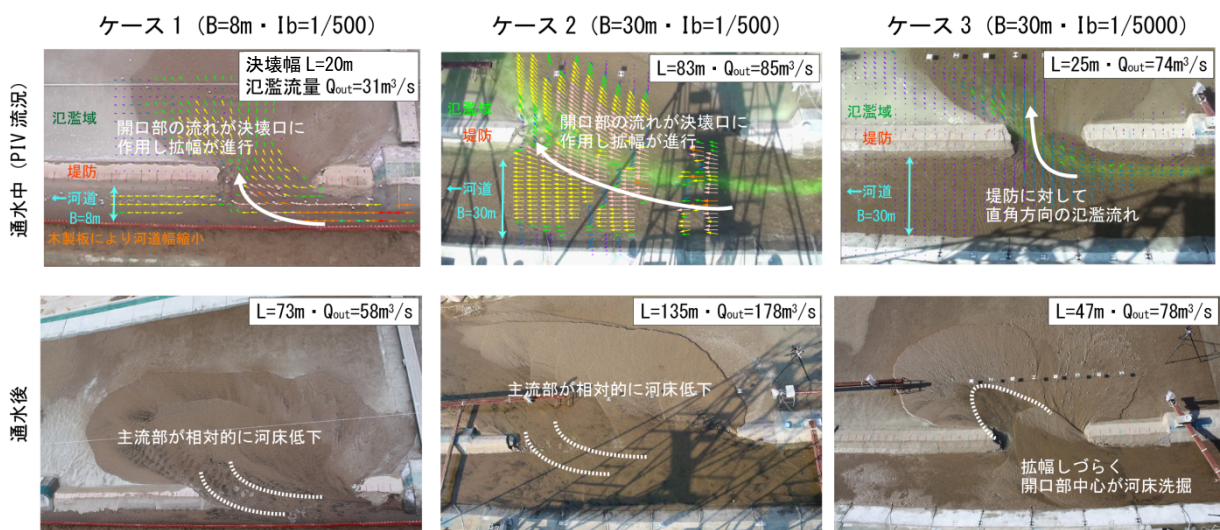 ケース 1（B=8m・Ib=1/500）
ケース 2（B=30m・Ib=1/500）
ケース 3（B=30m・Ib=1/5000）
通水中（PIV 流況）
決壊幅 L=20m
氾濫流量 Qout=31m³/s
氾濫域
開口部の流れが決壊口に
作用し拡幅が進行
堤防
←河道
B=8m
木製板により河道幅縮小
L=83m・Qout=85m³/s
氾濫域
堤防
開口部の流れが決壊口に
作用し拡幅が進行
←河道
B=30m
L=25m・Qout=74m³/s
氾濫域
堤防
←河道
B=30m
堤防に対して
直角方向の氾濫流れ
通水後
L=73m・Qout=58m³/s
主流部が相対的に河床低下
L=135m・Qout=178m³/s
主流部が相対的に河床低下
L=47m・Qout=78m³/s
拡幅しづらく
開口部中心が河床洗掘